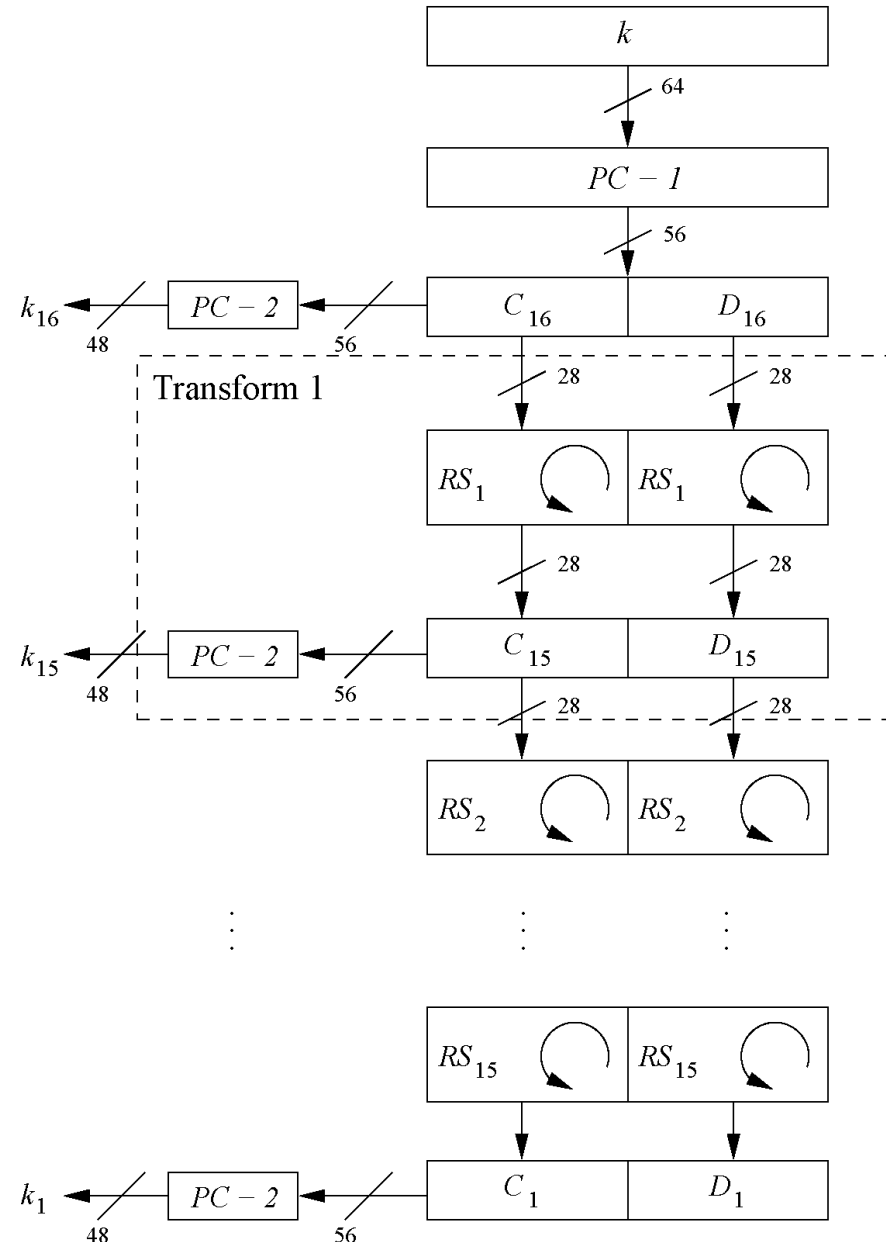 k
64
PC − 1
56
k16 48 PC − 2 56 C16 D16
Transform 1
28 28
RS1 RS1
28 28
k15 48 PC − 2 56 C15 D15
28 28
RS2 RS2
RS15 RS15
k1 48 PC − 2 56 C1 D1